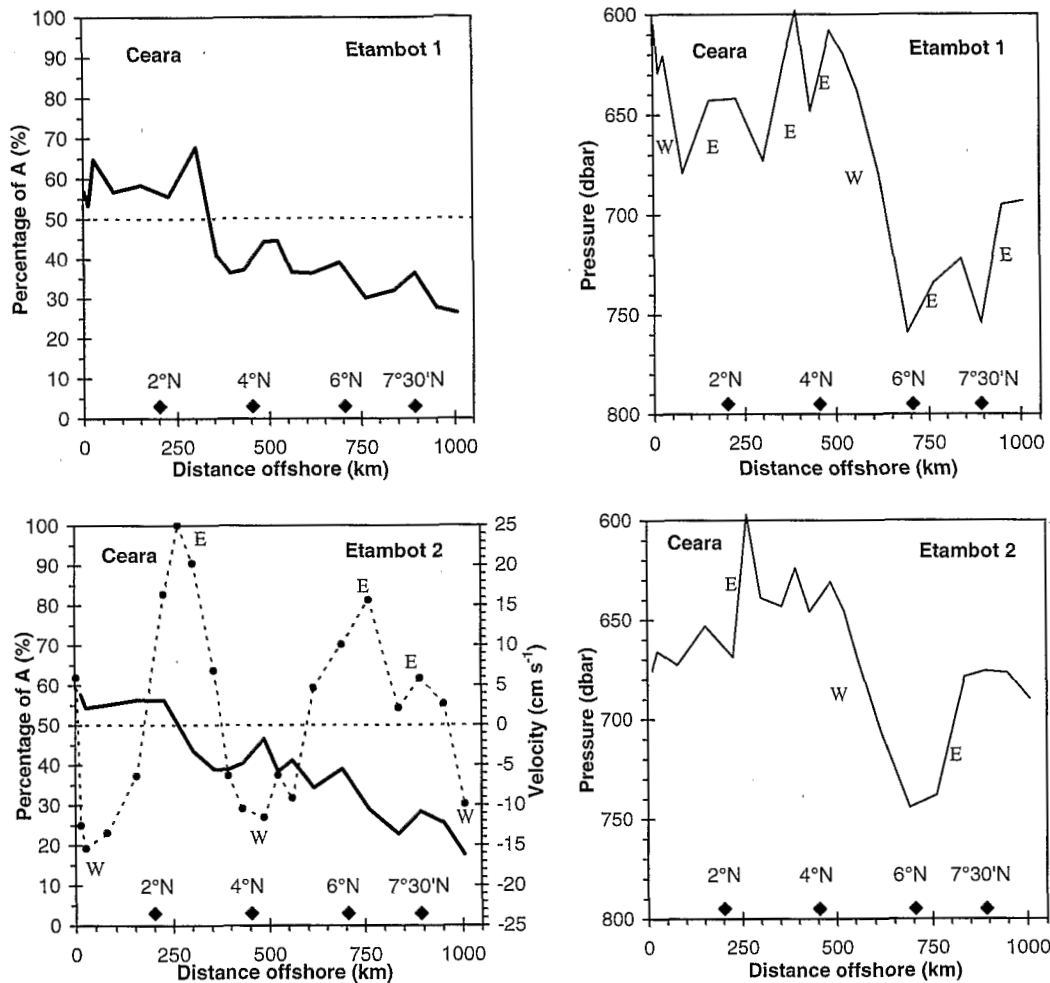 Ceara
Etambot 1
Percentage of A (%)
100
90
80
70
60
50
40
30
20
10
0
2°N
4°N
6°N
7°30'N
0
250
500
750
1000
Distance offshore (km)
Ceara
Etambot 1
Pressure (dbar)
600
650
700
750
800
W
E
E
E
W
E
E
2°N
4°N
6°N
7°30'N
0
250
500
750
1000
Distance offshore (km)
Ceara
Etambot 2
Percentage of A (%)
100
90
80
70
60
50
40
30
20
10
0
Velocity (cm s⁻¹)
25
20
15
10
5
0
-5
-10
-15
-20
-25
W
E
W
E
E
W
2°N
4°N
6°N
7°30'N
0
250
500
750
1000
Distance offshore (km)
Ceara
Etambot 2
Pressure (dbar)
600
650
700
750
800
E
W
E
2°N
4°N
6°N
7°30'N
0
250
500
750
1000
Distance offshore (km)